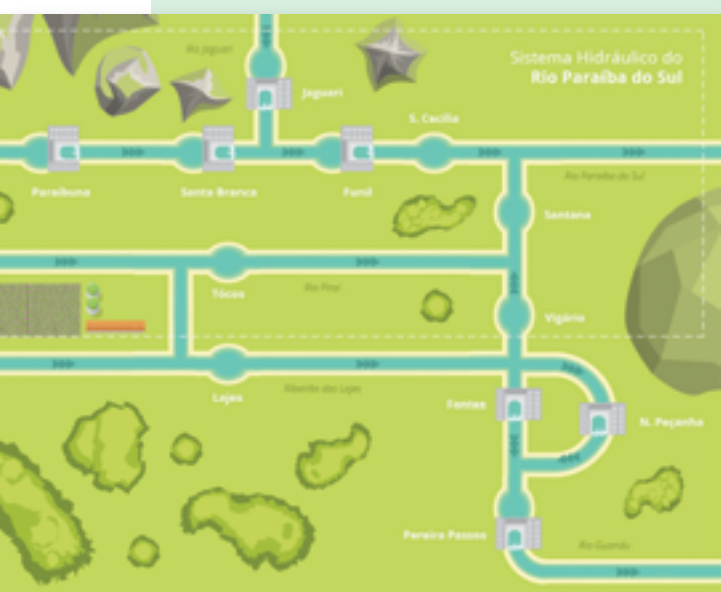 Rio Jaguari
Sistema Hidráulico do
Rio Paraíba do Sul
Jaguari
S. Cecília
Rio Paraíba do Sul
Paraibuna
Santa Branca
Funil
Santana
Tócos
Rio Piraí
Vigário
Lajes
Ribeirão das Lajes
Fontes
N. Peçanha
Pereira Passos
Rio Guandu